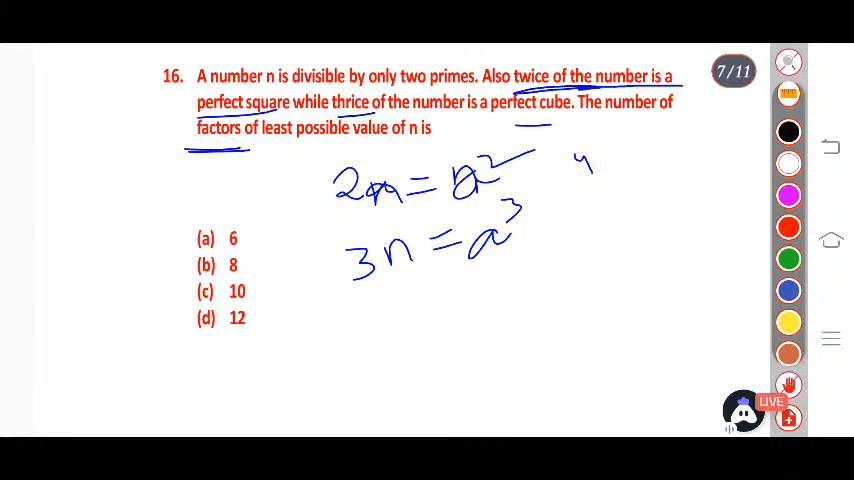 16. A number n is divisible by only two primes. Also twice of the number is a
perfect square while thrice of the number is a perfect cube. The number of
factors of least possible value of n is
7/11
2n = a² 4
3n = a³
(a) 6
(b) 8
(c) 10
(d) 12
LIVE